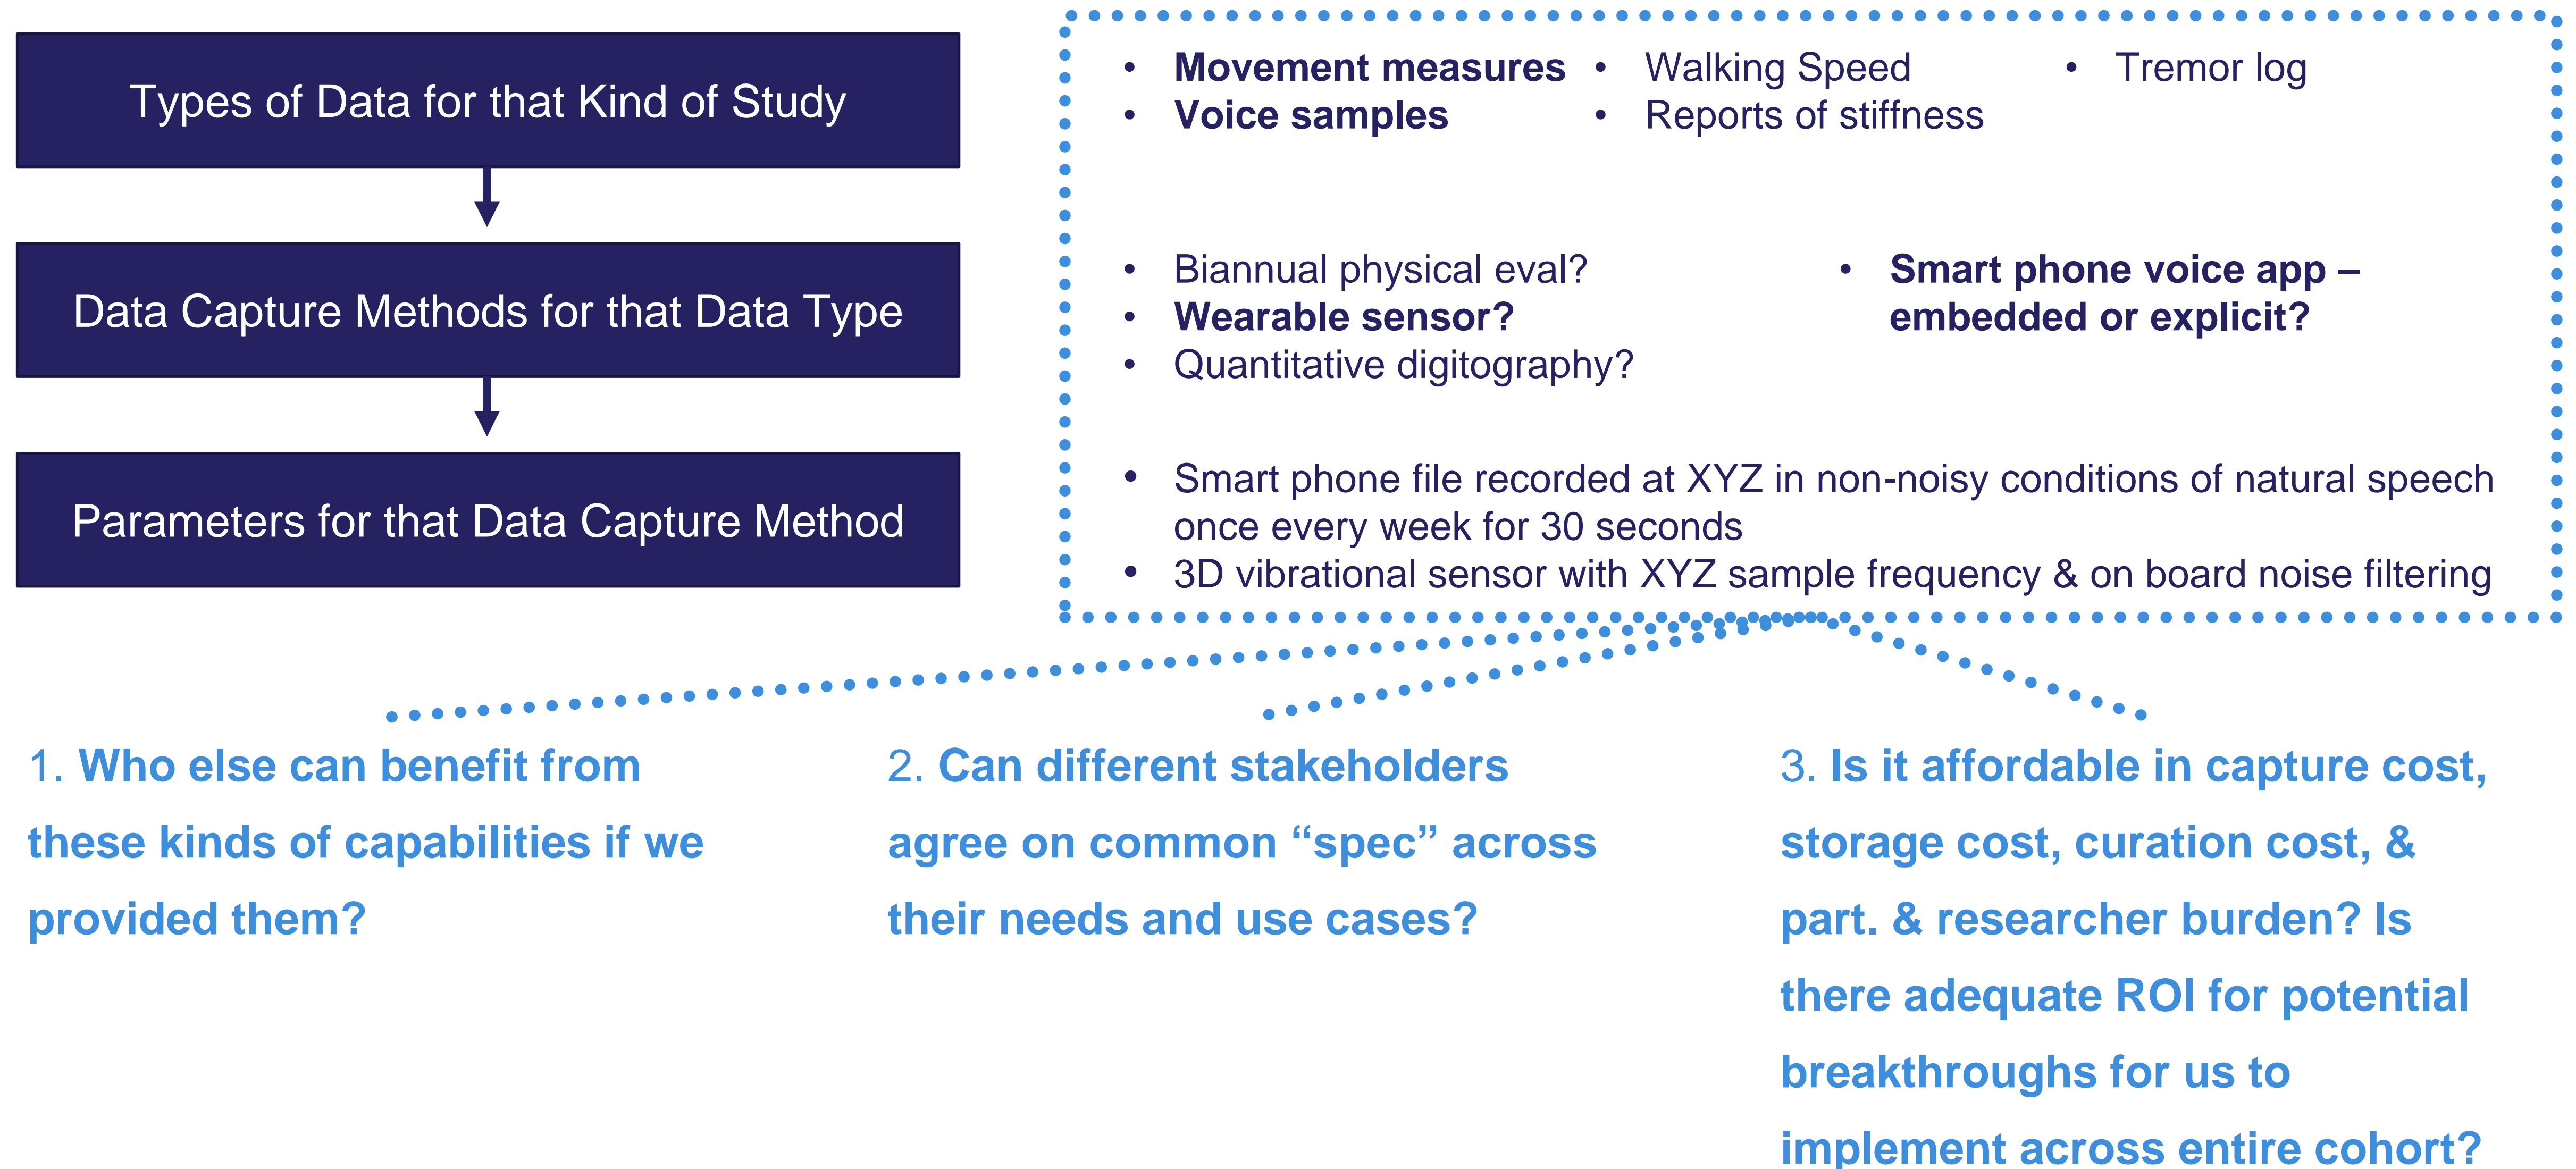 Types of Data for that Kind of Study
• Movement measures • Walking Speed • Tremor log
• Voice samples • Reports of stiffness
Data Capture Methods for that Data Type
• Biannual physical eval?
• Wearable sensor?
• Quantitative digitography?
• Smart phone voice app –
embedded or explicit?
Parameters for that Data Capture Method
• Smart phone file recorded at XYZ in non-noisy conditions of natural speech
once every week for 30 seconds
• 3D vibrational sensor with XYZ sample frequency & on board noise filtering
1. Who else can benefit from
these kinds of capabilities if we
provided them?
2. Can different stakeholders
agree on common “spec” across
their needs and use cases?
3. Is it affordable in capture cost,
storage cost, curation cost, &
part. & researcher burden? Is
there adequate ROI for potential
breakthroughs for us to
implement across entire cohort?